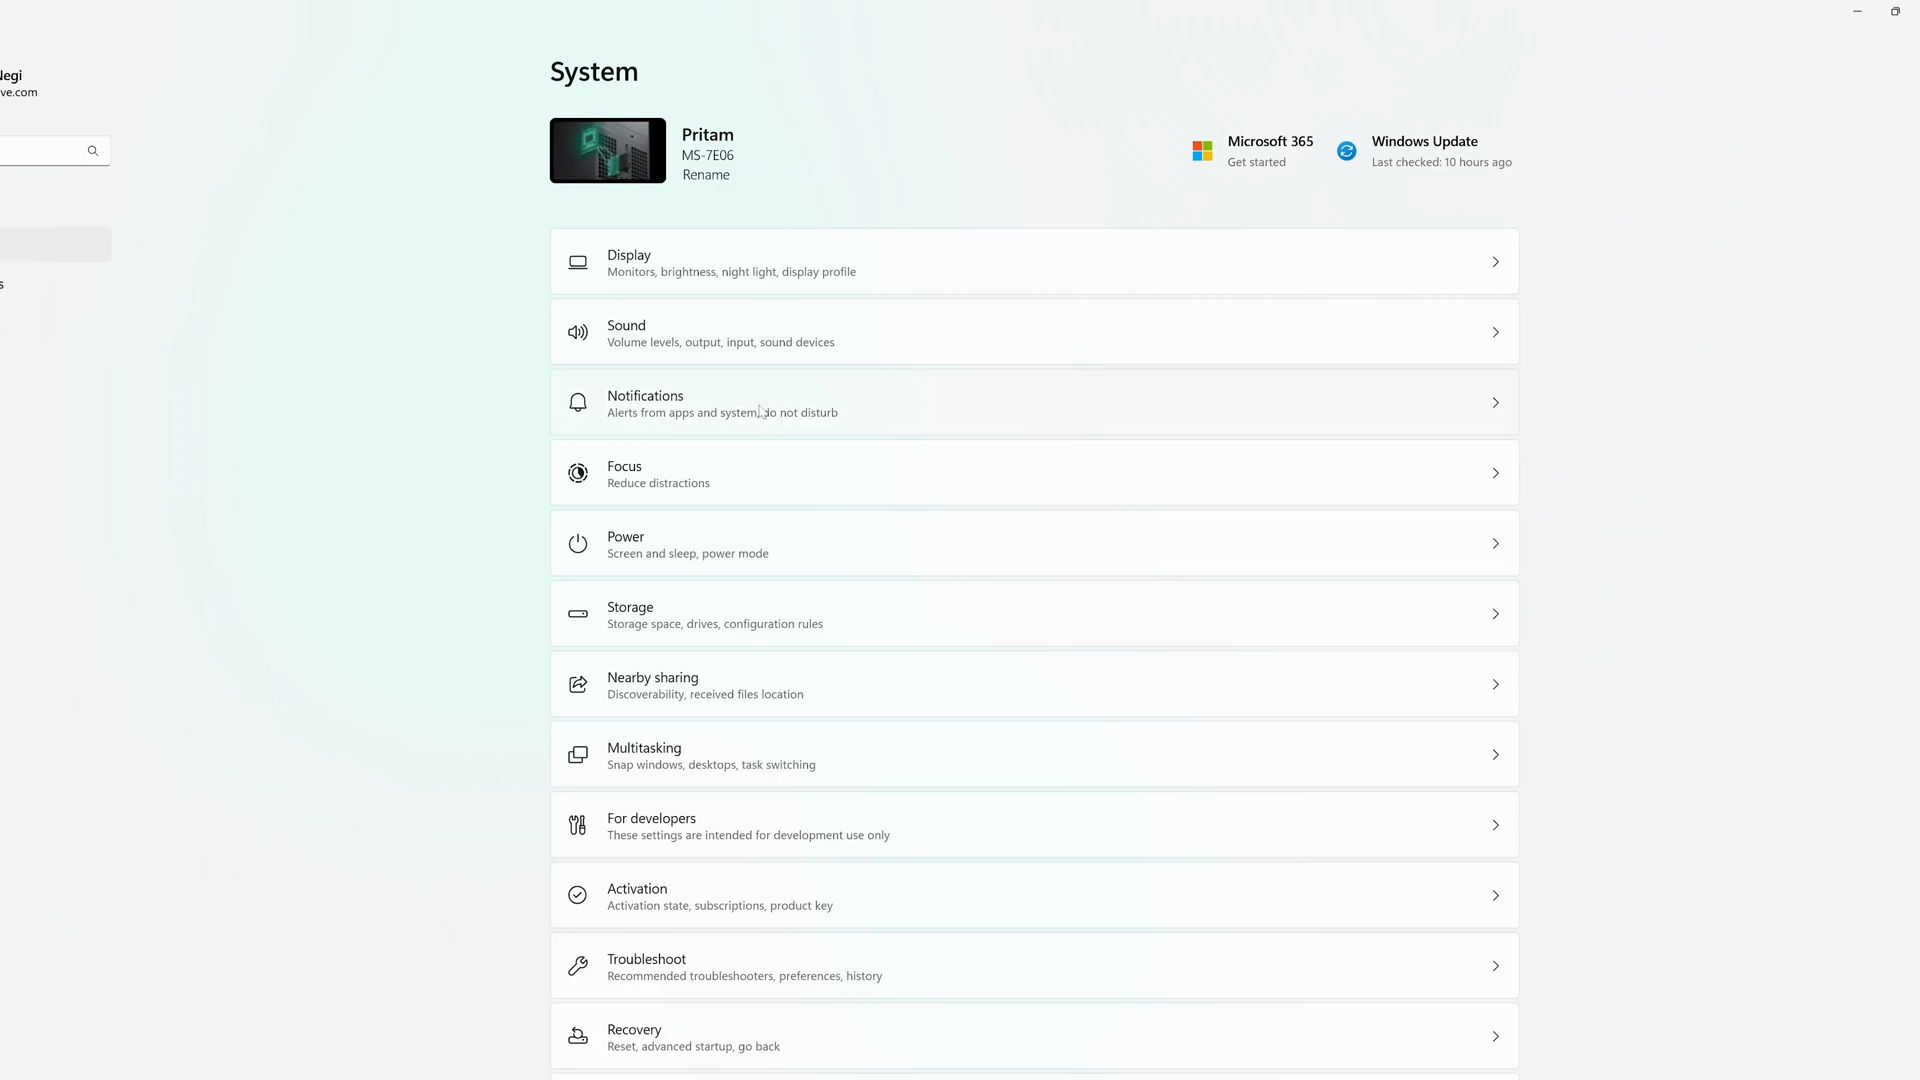 System
Negi
ve.com
Pritam
MS-7E06
Rename
Microsoft 365
Get started
Windows Update
Last checked: 10 hours ago
Display
Monitors, brightness, night light, display profile
s
Sound
Volume levels, output, input, sound devices
Notifications
Alerts from apps and system, do not disturb
Focus
Reduce distractions
Power
Screen and sleep, power mode
Storage
Storage space, drives, configuration rules
Nearby sharing
Discoverability, received files location
Multitasking
Snap windows, desktops, task switching
For developers
These settings are intended for development use only
Activation
Activation state, subscriptions, product key
Troubleshoot
Recommended troubleshooters, preferences, history
Recovery
Reset, advanced startup, go back